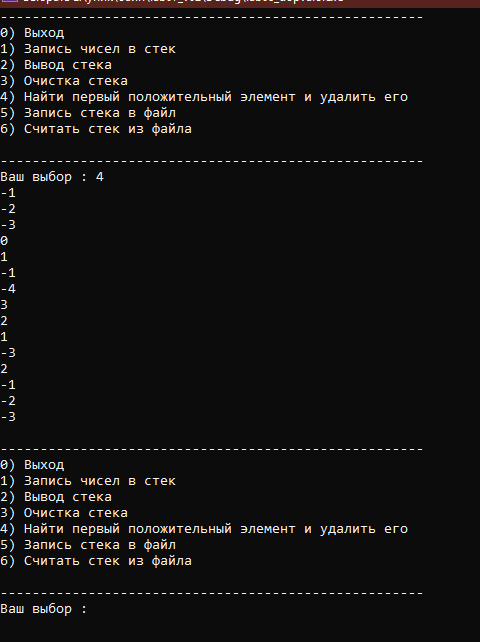 --------------------------------------------------
0) Выход
1) Запись чисел в стек
2) Вывод стека
3) Очистка стека
4) Найти первый положительный элемент и удалить его
5) Запись стека в файл
6) Считать стек из файла
-----------------------------------------------------
Ваш выбор : 4
-1
-2
-3
0
1
-1
-4
3
2
1
-3
2
-1
-2
-3
-----------------------------------------------------
0) Выход
1) Запись чисел в стек
2) Вывод стека
3) Очистка стека
4) Найти первый положительный элемент и удалить его
5) Запись стека в файл
6) Считать стек из файла
-----------------------------------------------------
Ваш выбор :